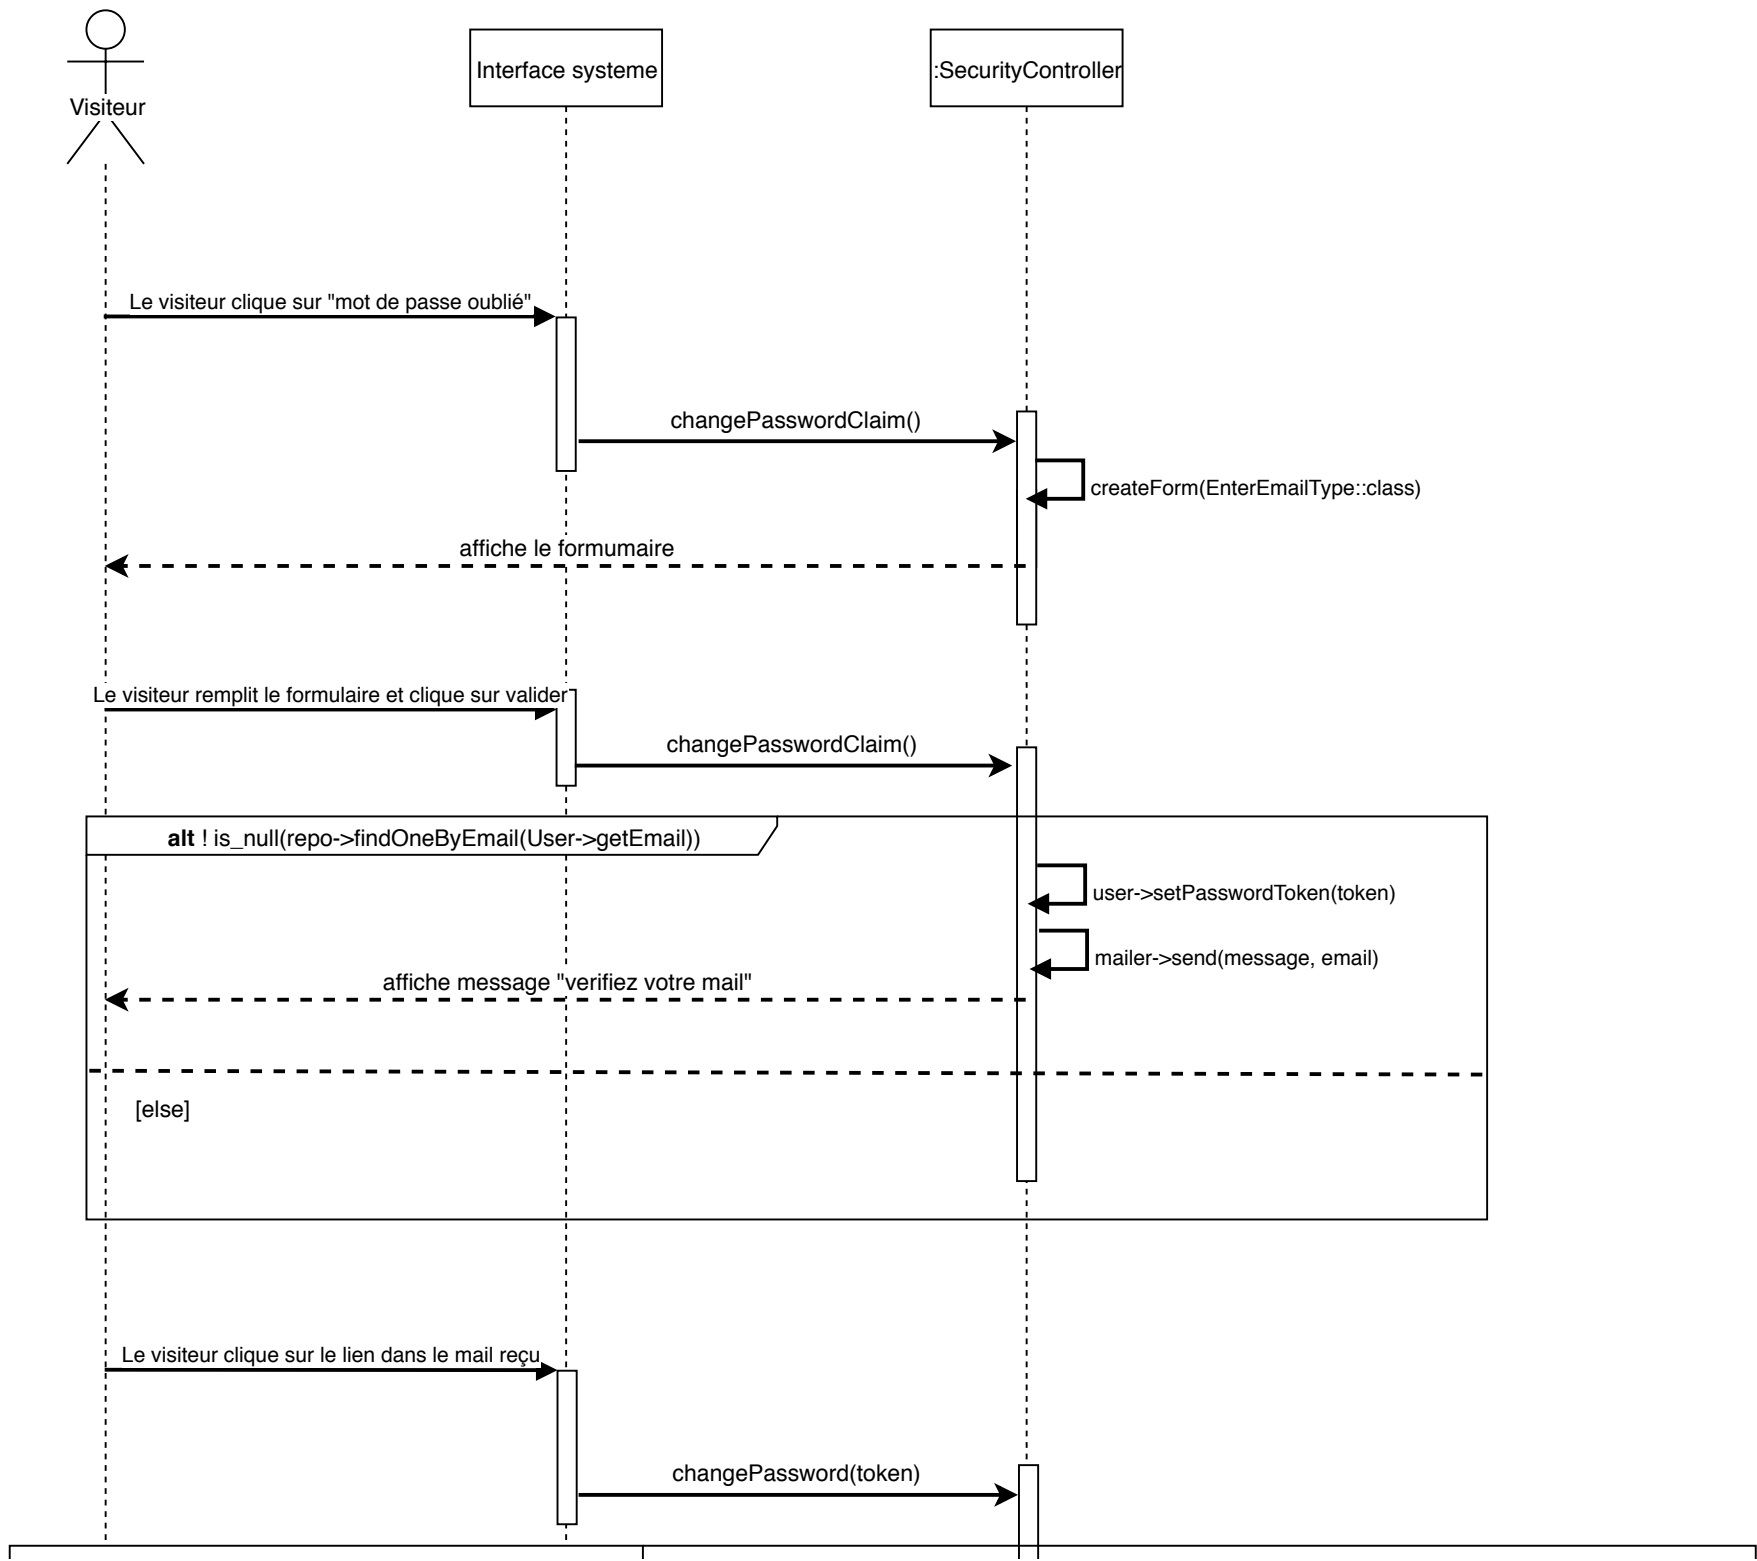 Visiteur
Interface systeme
:SecurityController
Le visiteur clique sur "mot de passe oublié"
changePasswordClaim()
createForm(EnterEmailType::class)
affiche le formumaire
Le visiteur remplit le formulaire et clique sur valider
changePasswordClaim()
alt ! is_null(repo->findOneByEmail(User->getEmail))
user->setPasswordToken(token)
mailer->send(message, email)
affiche message "verifiez votre mail"
[else]
Le visiteur clique sur le lien dans le mail reçu
changePassword(token)